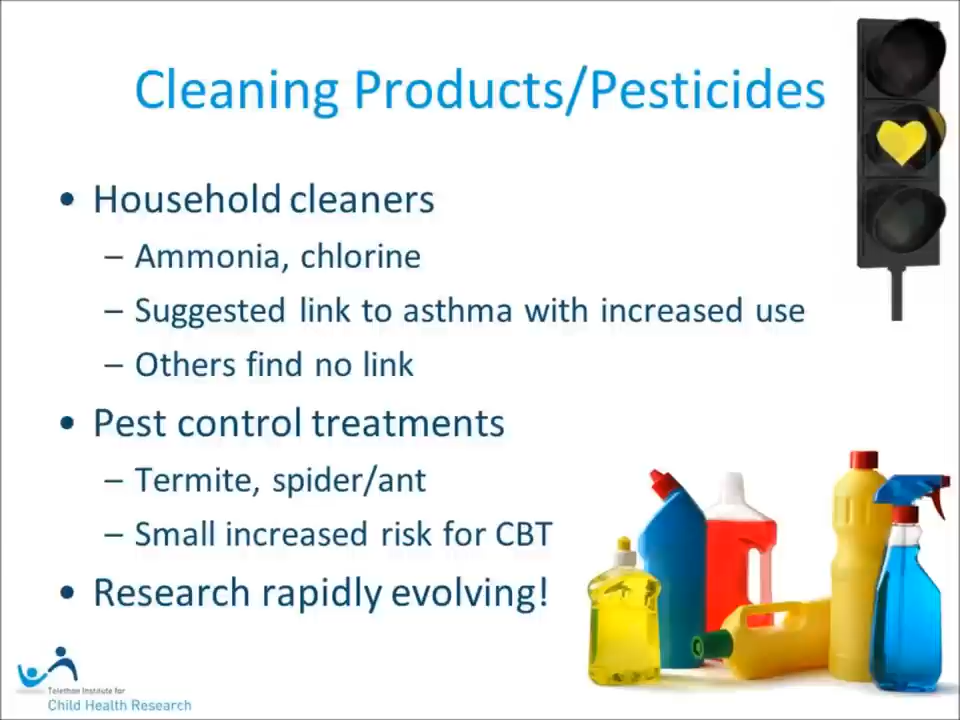 Cleaning Products/Pesticides
• Household cleaners
– Ammonia, chlorine
– Suggested link to asthma with increased use
– Others find no link
• Pest control treatments
– Termite, spider/ant
– Small increased risk for CBT
• Research rapidly evolving!
Telethon Institute for
Child Health Research